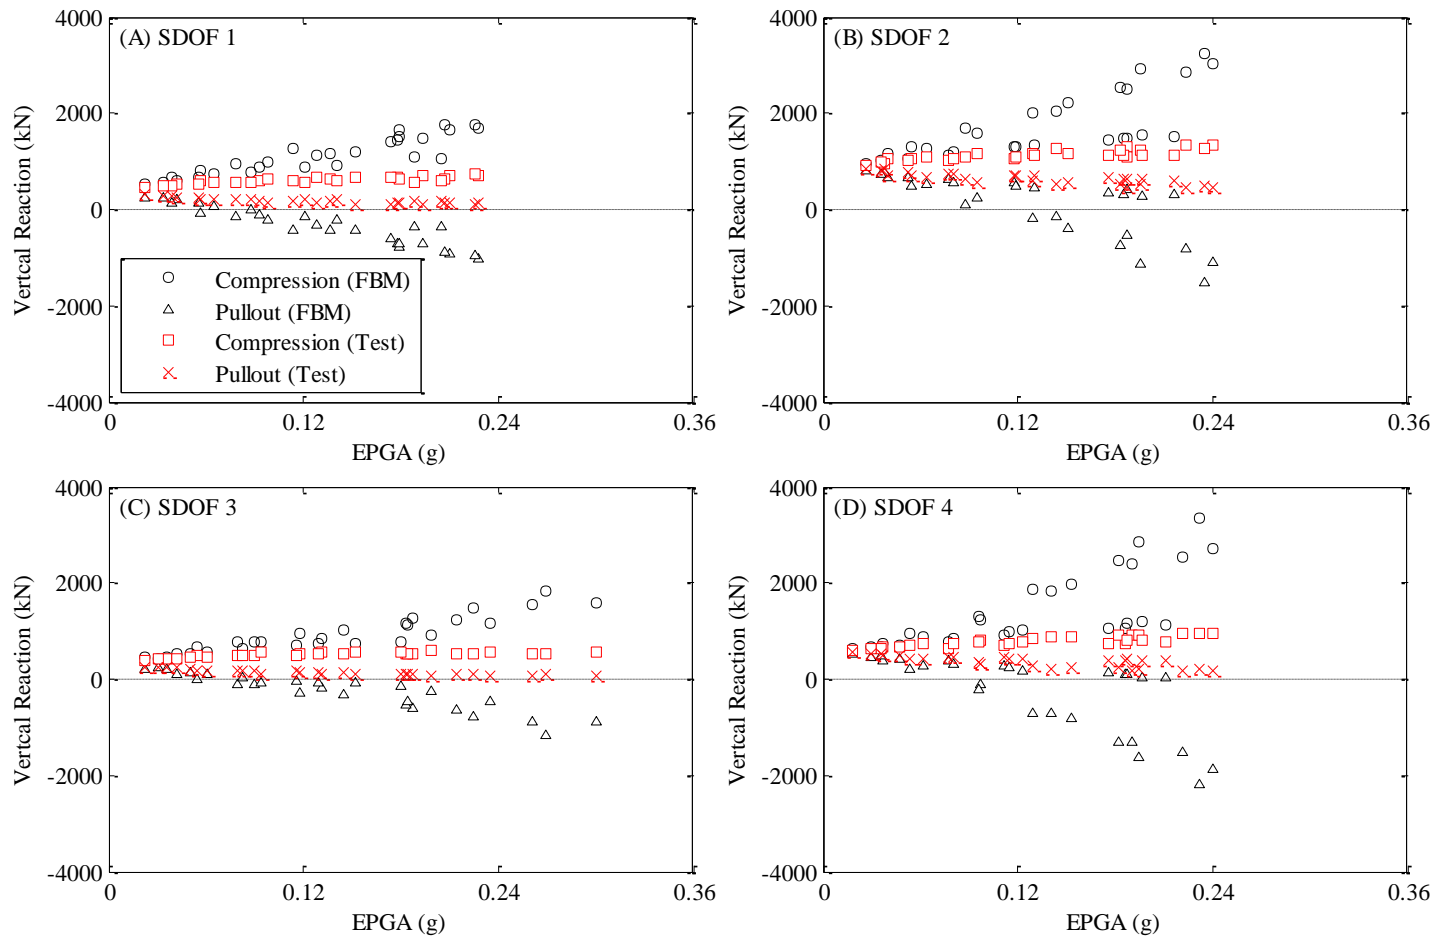 (A) SDOF 1
4000
2000
0
-2000
-4000
Vertcal Reaction (kN)
Compression (FBM)
Pullout (FBM)
Compression (Test)
Pullout (Test)
0 0.12 0.24 0.36
EPGA (g)
(B) SDOF 2
4000
2000
0
-2000
-4000
Vertcal Reaction (kN)
0 0.12 0.24 0.36
EPGA (g)
(C) SDOF 3
4000
2000
0
-2000
-4000
Vertcal Reaction (kN)
0 0.12 0.24 0.36
EPGA (g)
(D) SDOF 4
4000
2000
0
-2000
-4000
Vertcal Reaction (kN)
0 0.12 0.24 0.36
EPGA (g)